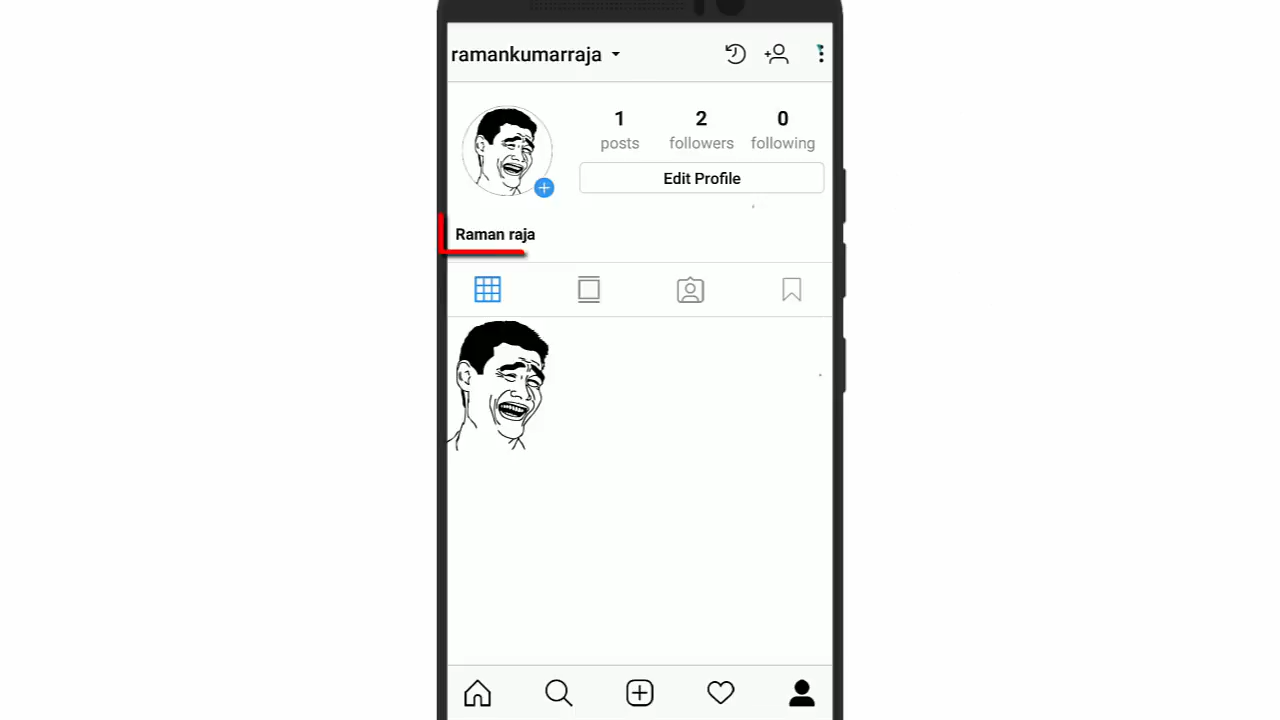 ramankumarraja
1 2 0
posts followers following
Edit Profile
Raman raja